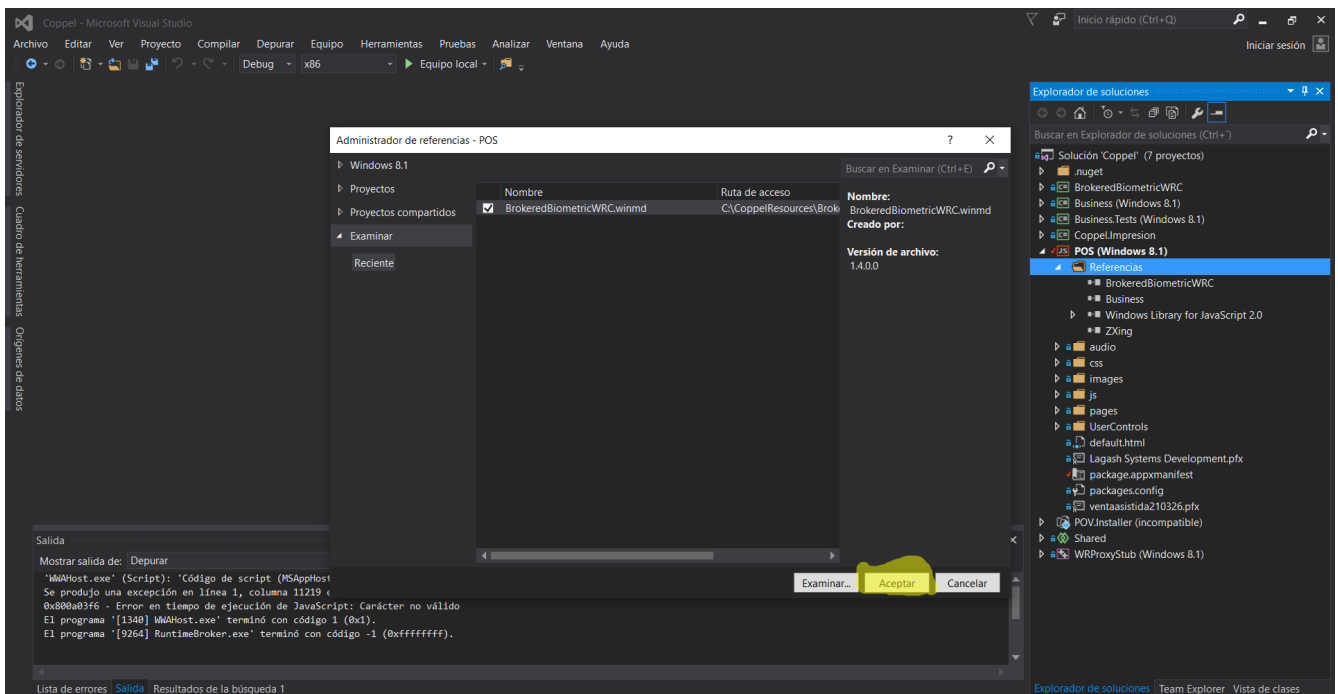 Coppel - Microsoft Visual Studio
Inicio rápido (Ctrl+Q)
Archivo Editar Ver Proyecto Compilar Depurar Equipo Herramientas Pruebas Analizar Ventana Ayuda
Iniciar sesión
Debug x86 Equipo local
Explorador de servidores
Cuadro de herramientas
Orígenes de datos
Administrador de referencias - POS
? ×
Windows 8.1
Proyectos
Proyectos compartidos
Examinar
Reciente
Nombre Ruta de acceso
BrokeredBiometricWRC.winmd C:\CoppelResources\Brok
Buscar en Examinar (Ctrl+E)
Nombre:
BrokeredBiometricWRC.winmd
Creado por:
Versión de archivo:
1.4.0.0
Examinar... Aceptar Cancelar
Salida
Mostrar salida de: Depurar
'WWAHost.exe' (Script): 'Código de script (MSAppHost
Se produjo una excepción en línea 1, columna 11219
0x800a03f6 - Error en tiempo de ejecución de JavaScript: Carácter no válido
El programa '[1340] WWAHost.exe' terminó con código 1 (0x1).
El programa '[9264] RuntimeBroker.exe' terminó con código -1 (0xffffffff).
Lista de errores Salida Resultados de la búsqueda 1
Explorador de soluciones
Buscar en Explorador de soluciones (Ctrl+´)
Solución 'Coppel' (7 proyectos)
.nuget
BrokeredBiometricWRC
Business (Windows 8.1)
Business.Tests (Windows 8.1)
Coppel.Impresion
POS (Windows 8.1)
Referencias
BrokeredBiometricWRC
Business
Windows Library for JavaScript 2.0
ZXing
audio
css
images
js
pages
UserControls
default.html
Lagash Systems Development.pfx
package.appxmanifest
packages.config
ventaasistida210326.pfx
POV.Installer (incompatible)
Shared
WRProxyStub (Windows 8.1)
Explorador de soluciones Team Explorer Vista de clases